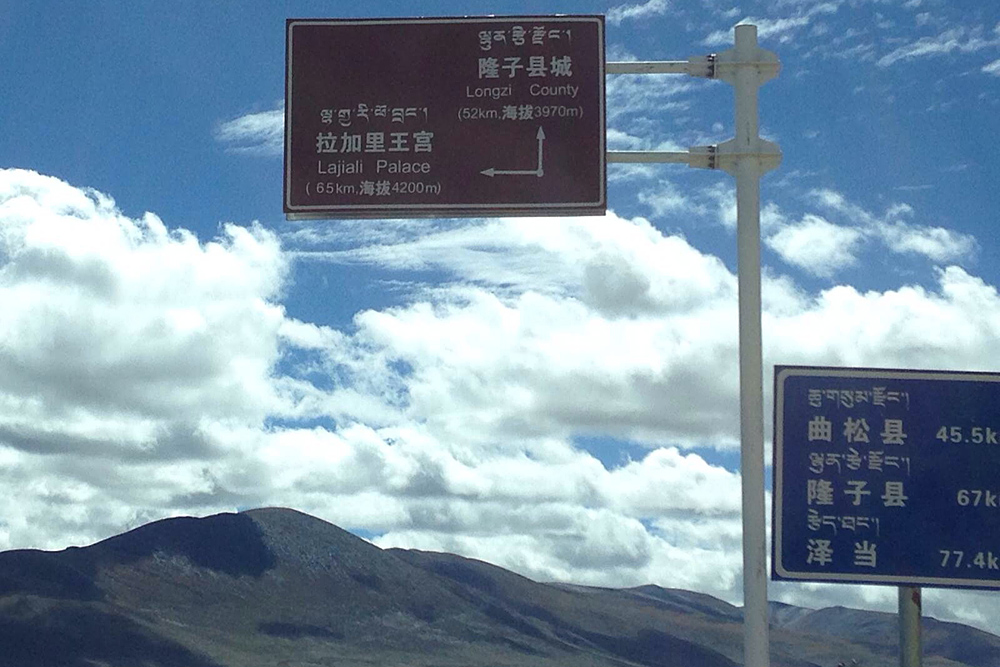 ལྷུན་རྩེ་རྫོང་།
隆子县城
Longzi County
(52km,海拔3970m)
ལྷ་རྒྱ་རི་ཕོ་བྲང་།
拉加里王宫
Lajiali Palace
( 65km,海拔4200m)
ཆུ་གསུམ་རྫོང་།
曲松县 45.5k
ལྷུན་རྩེ་རྫོང་།
隆子县 67k
རྩེད་ཐང་།
泽当 77.4k